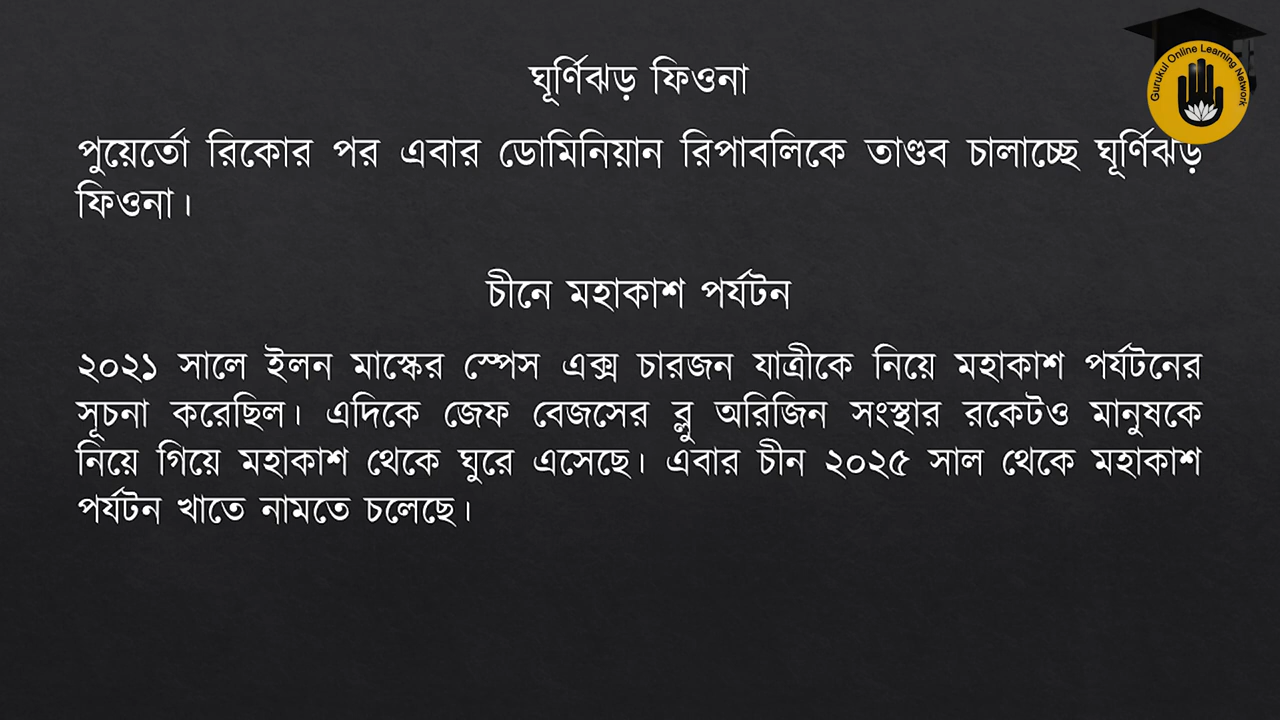 Gurukul Online Learning Network
ঘূর্ণিঝড় ফিওনা
পুয়ের্তো রিকোর পর এবার ডোমিনিয়ান রিপাবলিকে তাণ্ডব চালাচ্ছে ঘূর্ণিঝড়
ফিওনা।
চীনে মহাকাশ পর্যটন
২০২১ সালে ইলন মাস্কের স্পেস এক্স চারজন যাত্রীকে নিয়ে মহাকাশ পর্যটনের
সূচনা করেছিল। এদিকে জেফ বেজসের ব্লু অরিজিন সংস্থার রকেটও মানুষকে
নিয়ে গিয়ে মহাকাশ থেকে ঘুরে এসেছে। এবার চীন ২০২৫ সাল থেকে মহাকাশ
পর্যটন খাতে নামতে চলেছে।